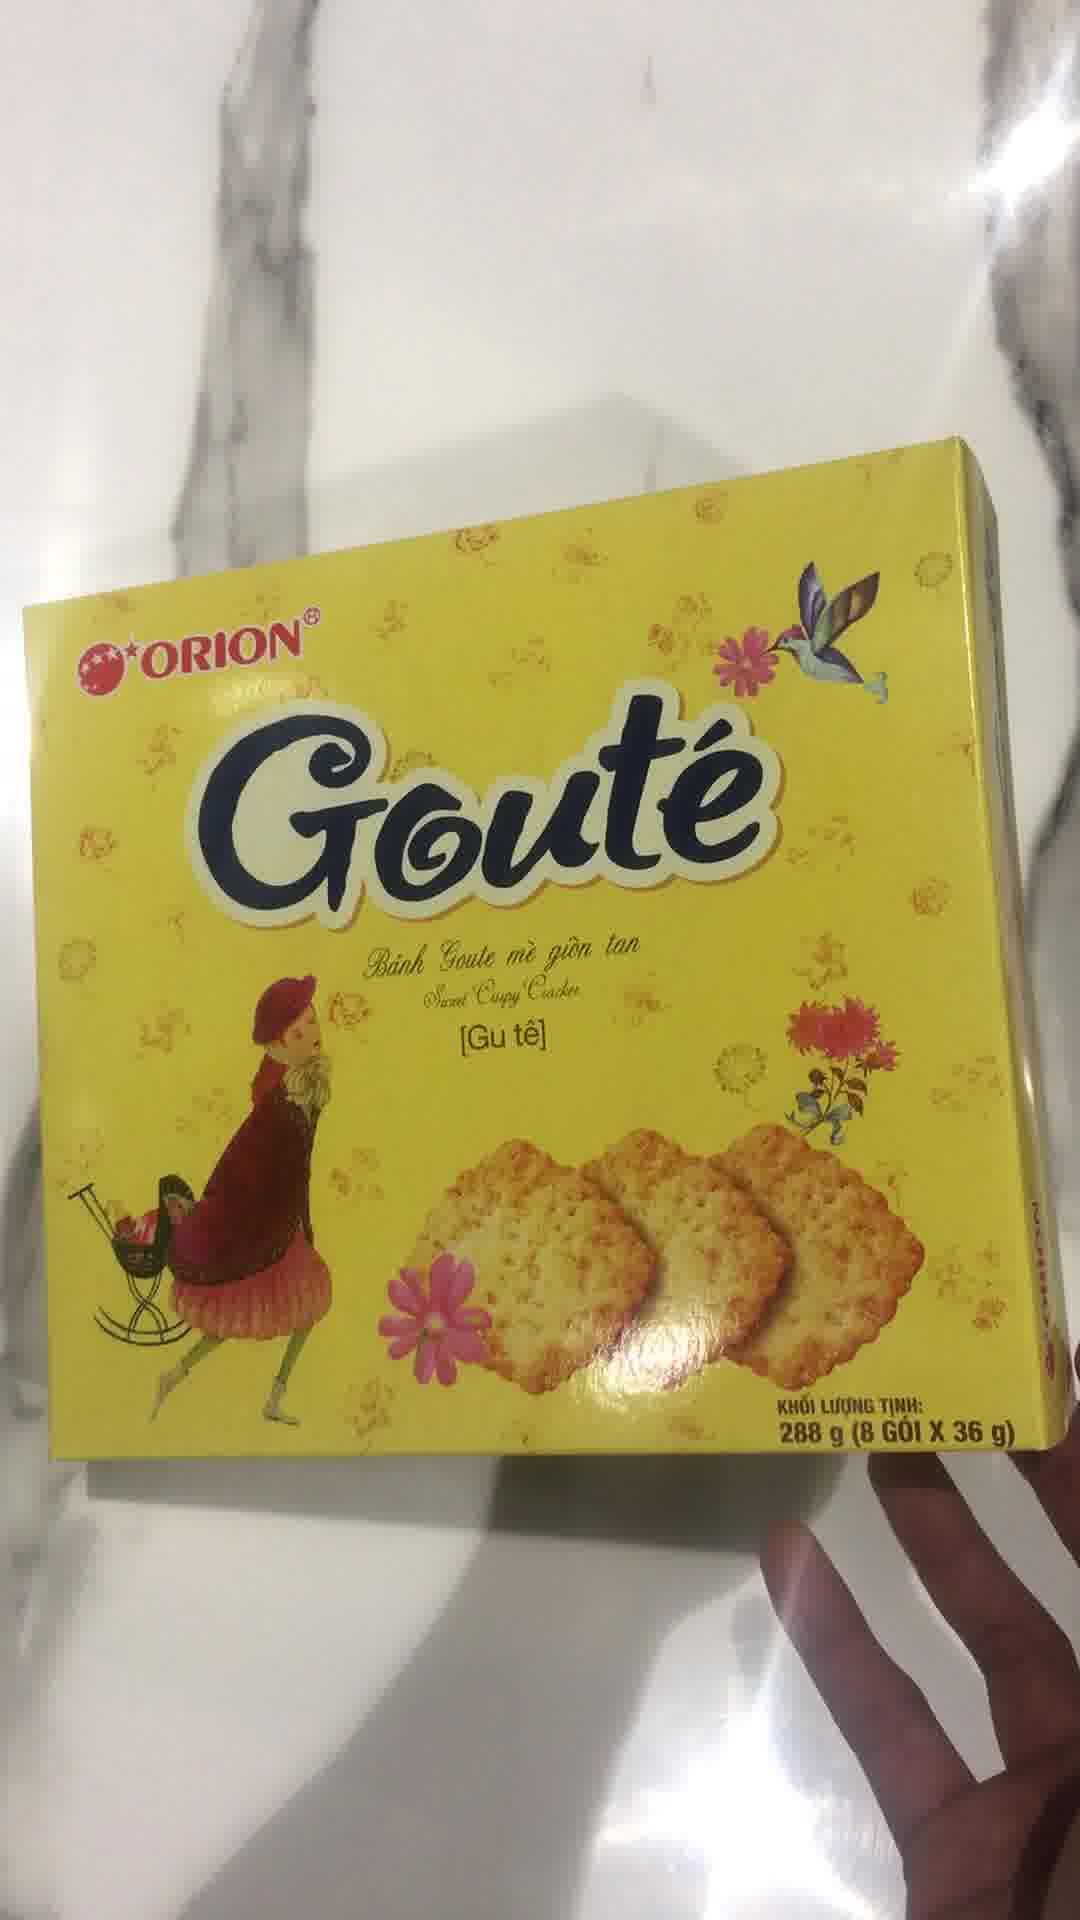 ORION®
Gouté
Bánh Goute mè giòn tan
Sweet Crispy Cracker
[Gu tê]
KHỐI LƯỢNG TỊNH:
288 g (8 GÓI X 36 g)